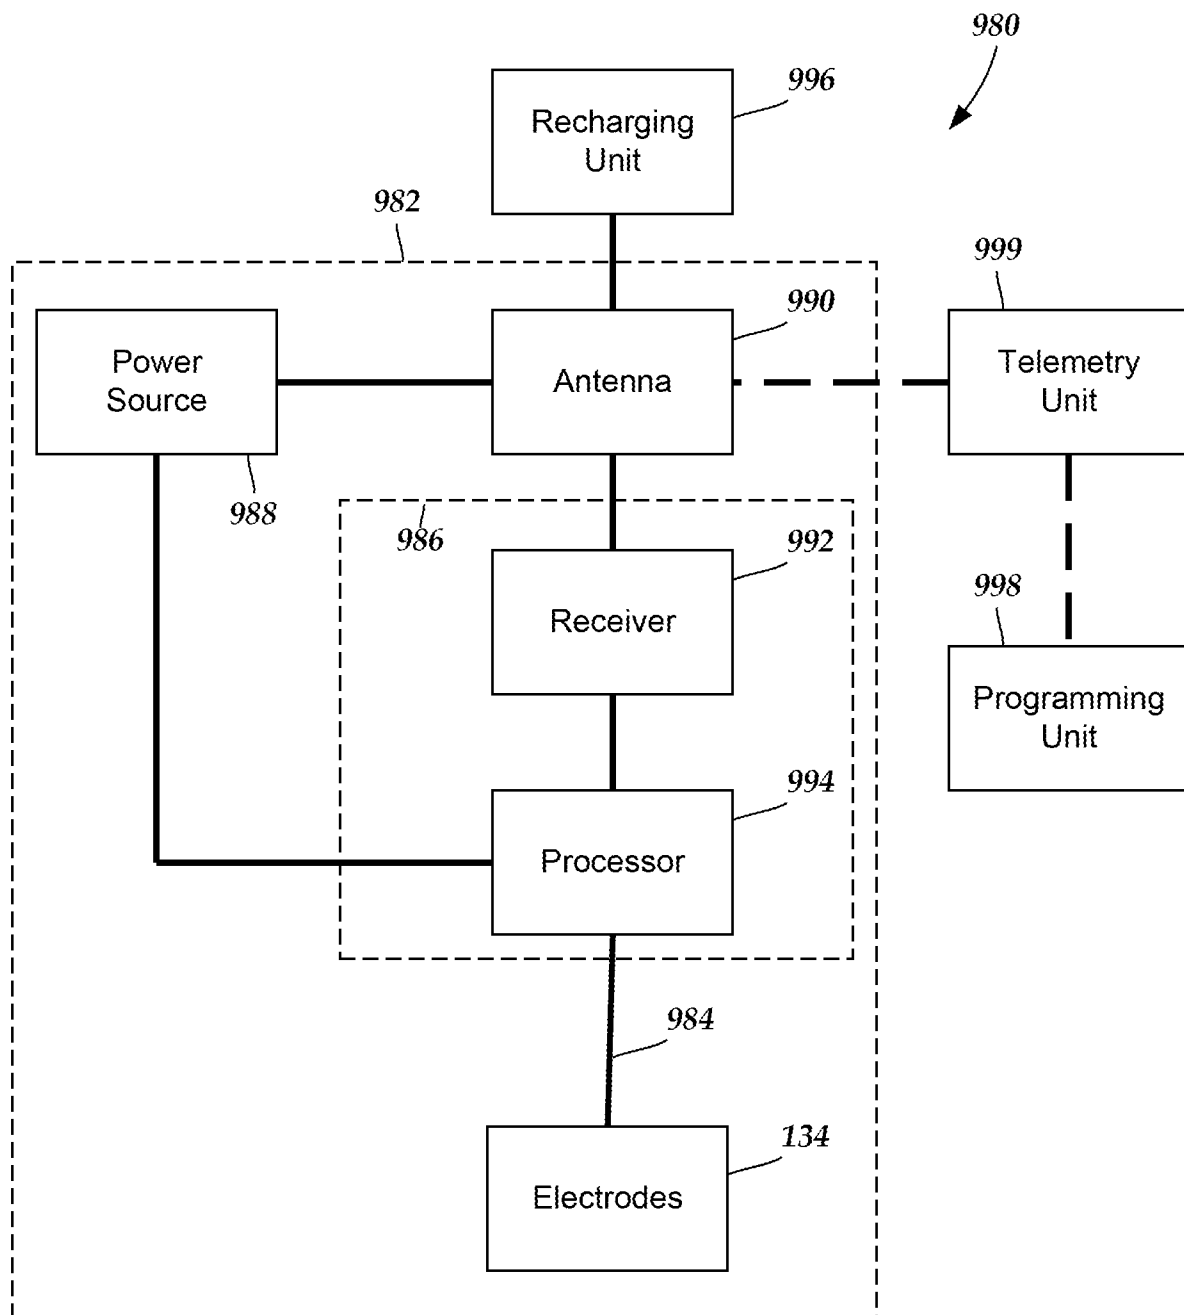 980
996
Recharging
Unit
982
990
999
Power
Source
Antenna
Telemetry
Unit
988
986
992
998
Receiver
Programming
Unit
994
Processor
984
134
Electrodes